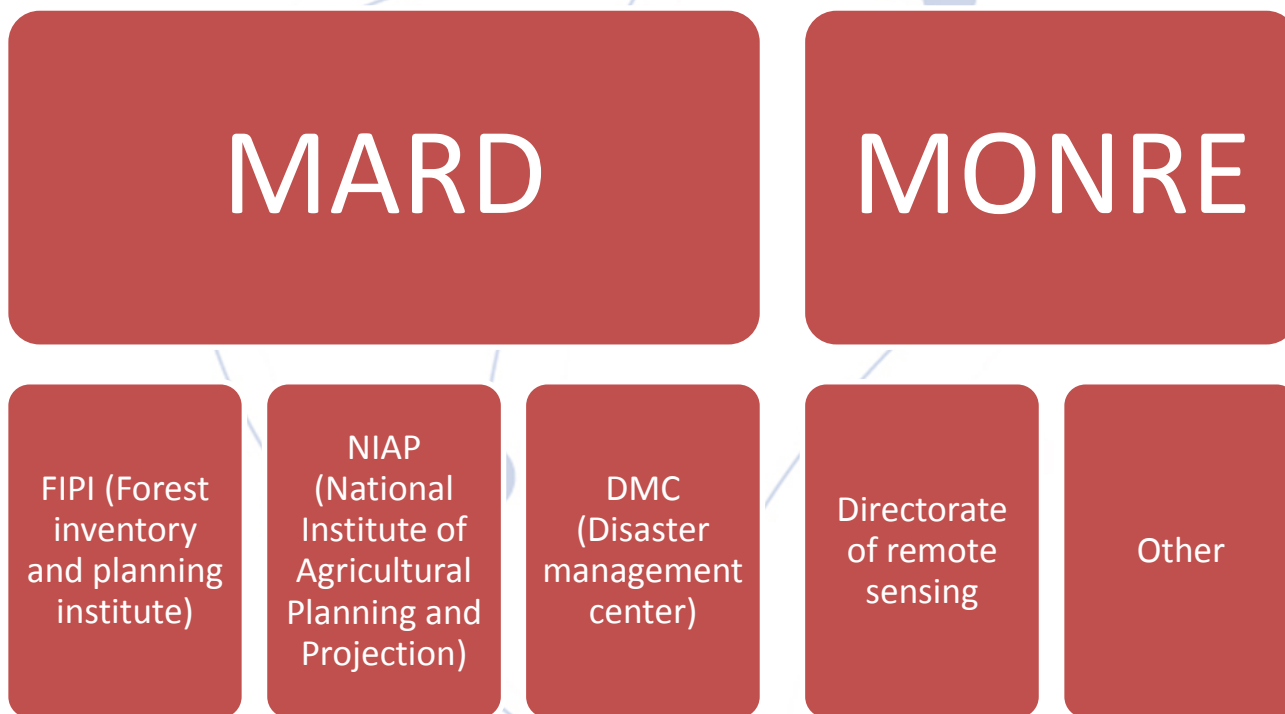 MARD
MONRE
FIPI (Forest
inventory
and planning
institute)
NIAP
(National
Institute of
Agricultural
Planning and
Projection)
DMC
(Disaster
management
center)
Directorate
of remote
sensing
Other